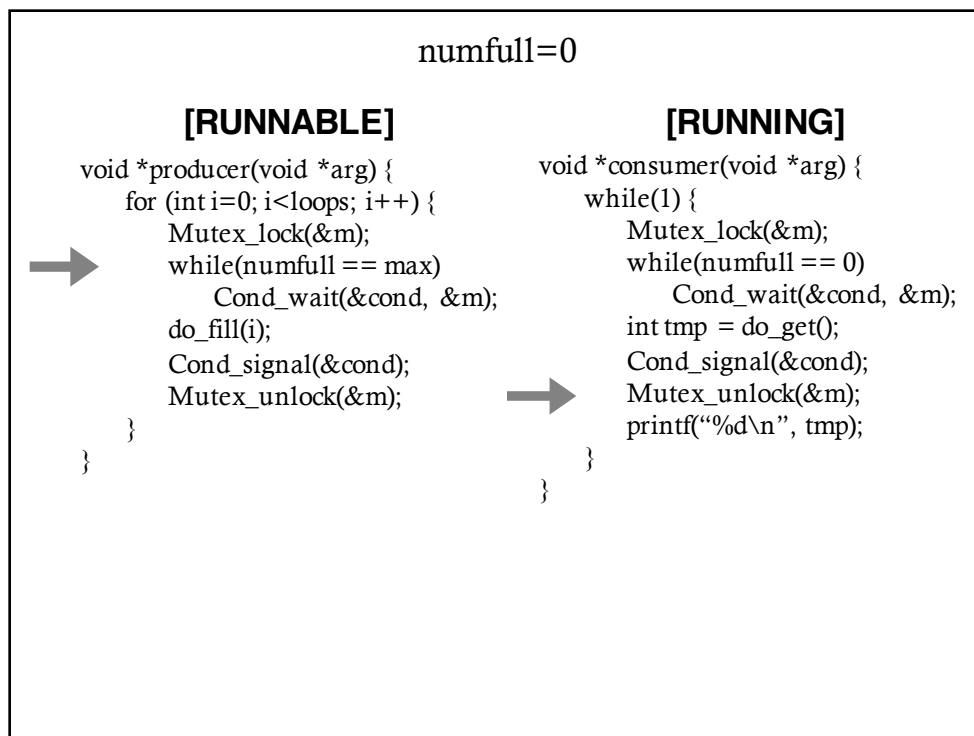 numfull=0
[RUNNABLE]
void *producer(void *arg) {
for (int i=0; i<loops; i++) {
Mutex_lock(&m);
while(numfull == max)
Cond_wait(&cond, &m);
do_fill(i);
Cond_signal(&cond);
Mutex_unlock(&m);
}
}
[RUNNING]
void *consumer(void *arg) {
while(1) {
Mutex_lock(&m);
while(numfull == 0)
Cond_wait(&cond, &m);
int tmp = do_get();
Cond_signal(&cond);
Mutex_unlock(&m);
printf(“%d\n”, tmp);
}
}